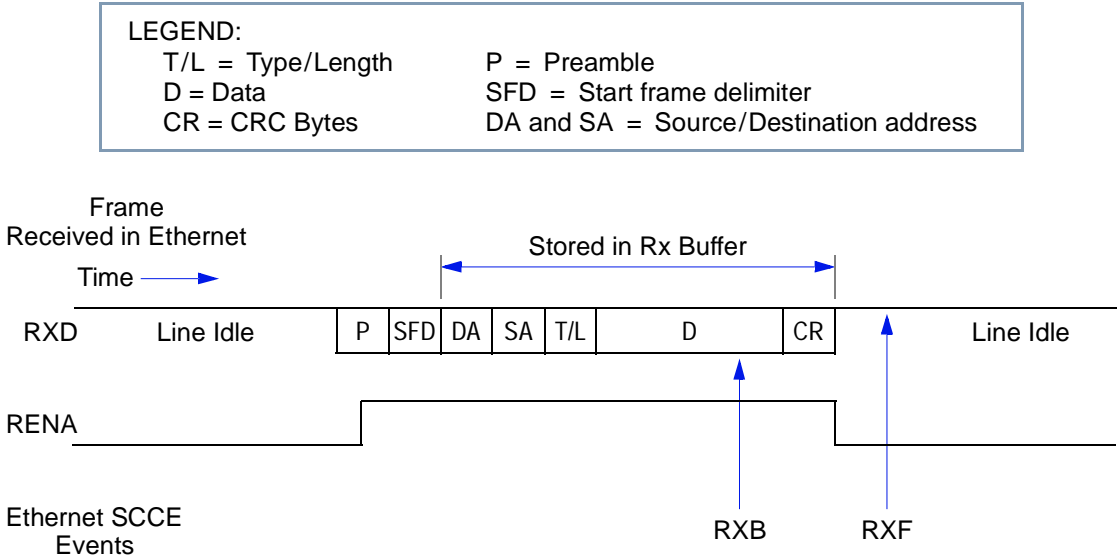 LEGEND:
T/L = Type/Length P = Preamble
D = Data SFD = Start frame delimiter
CR = CRC Bytes DA and SA = Source/Destination address
Frame
Received in Ethernet
Stored in Rx Buffer
Time
RXD Line Idle P SFD DA SA T/L D CR Line Idle
RENA
Ethernet SCCE
Events
RXB RXF